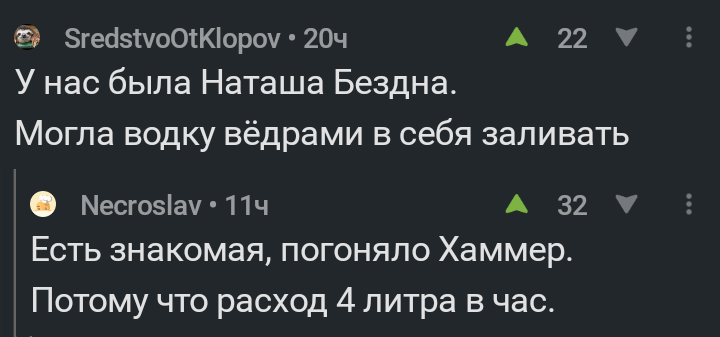 SredstvoOtKlopov • 20ч 22
У нас была Наташа Бездна.
Могла водку вёдрами в себя заливать
Necroslav • 11ч 32
Есть знакомая, погоняло Хаммер.
Потому что расход 4 литра в час.